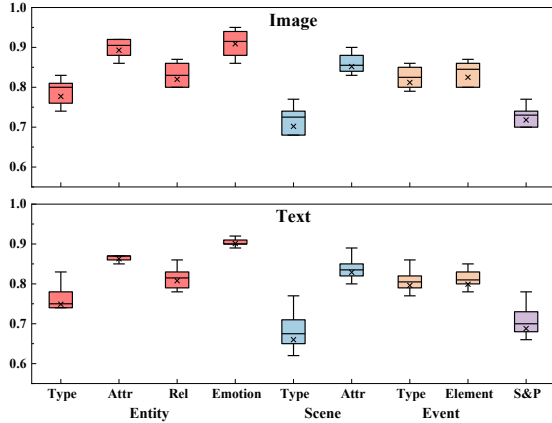 Image
1.0
0.9
0.8
0.7
0.6
Text
1.0
0.9
0.8
0.7
0.6
Type Attr Rel Emotion Type Attr Type Element S&P
Entity Scene Event